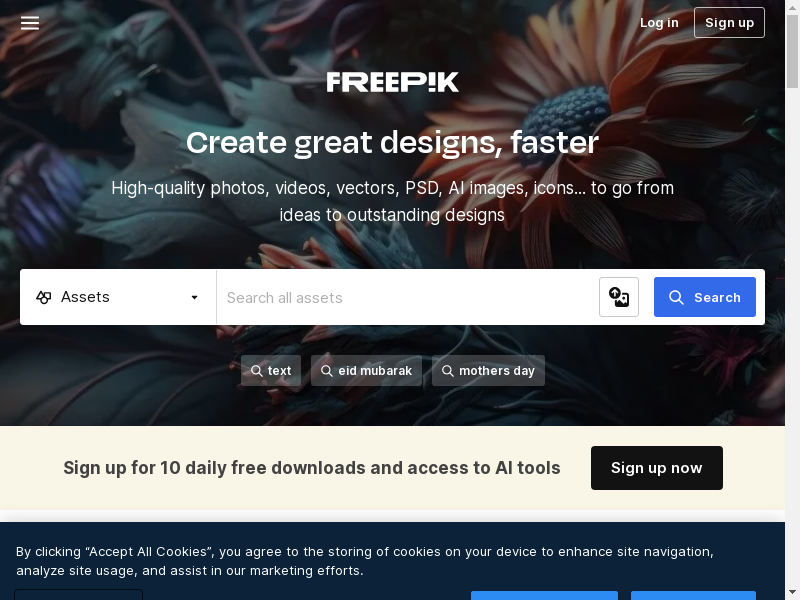 Log in
Sign up
FREEPIK
Create great designs, faster
High-quality photos, videos, vectors, PSD, AI images, icons... to go from
ideas to outstanding designs
Assets
Search all assets
Search
text
eid mubarak
mothers day
Sign up for 10 daily free downloads and access to AI tools
Sign up now
By clicking “Accept All Cookies”, you agree to the storing of cookies on your device to enhance site navigation,
analyze site usage, and assist in our marketing efforts.